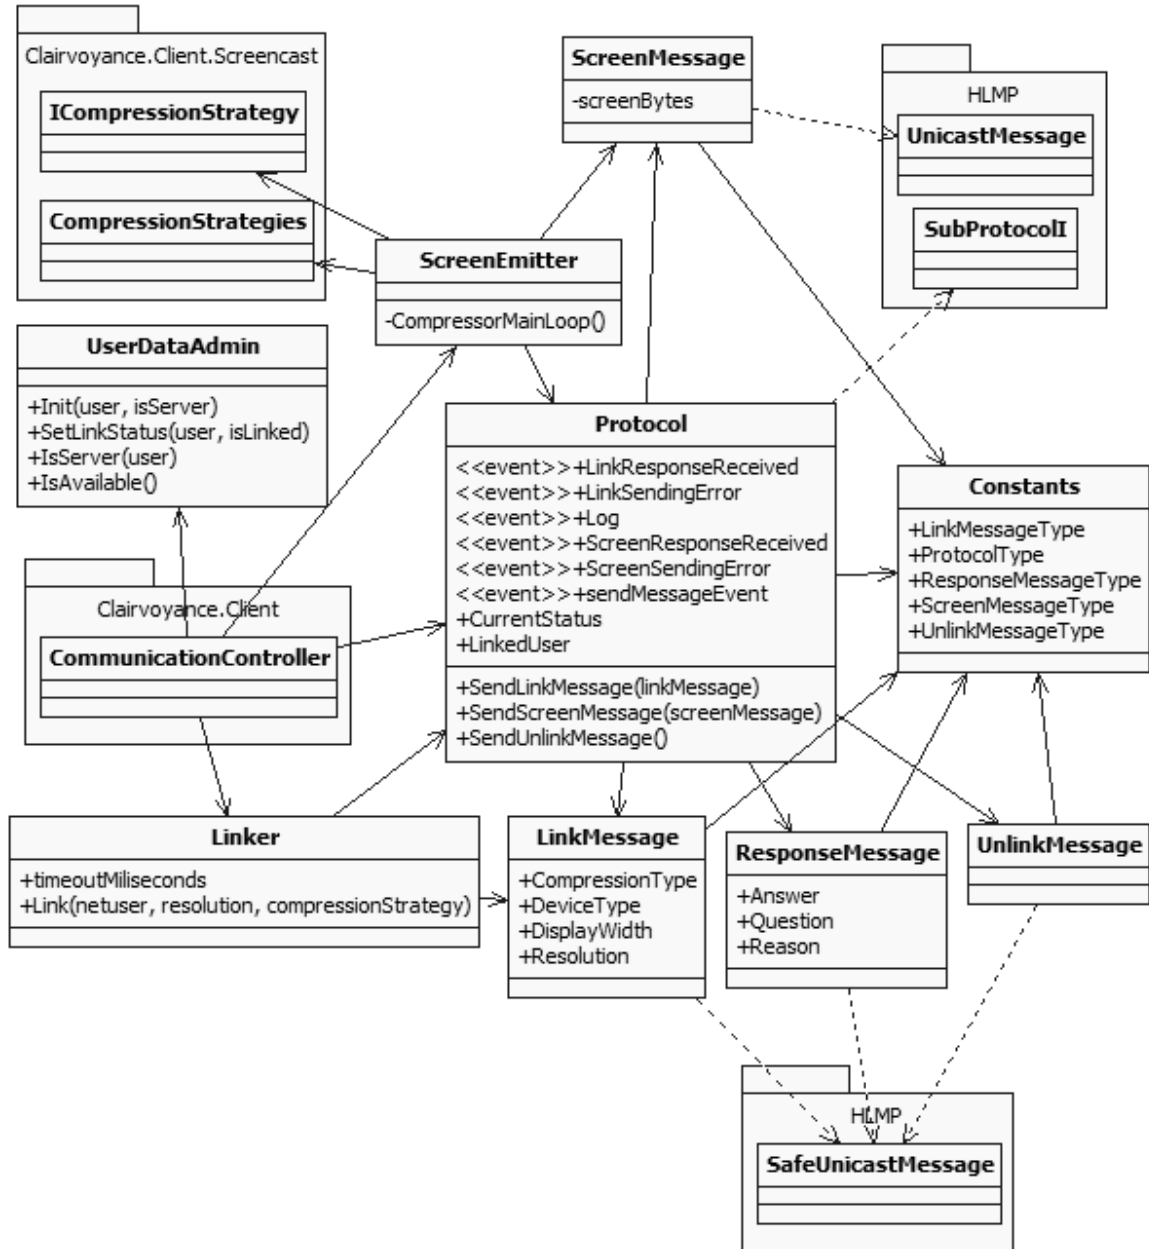 Clairvoyance.Client.Screencast
ICompressionStrategy
CompressionStrategies
ScreenMessage
-screenBytes
HLMP
UnicastMessage
SubProtocolI
ScreenEmitter
-CompressorMainLoop()
UserDataAdmin
+Init(user, isServer)
+SetLinkStatus(user, isLinked)
+IsServer(user)
+IsAvailable()
Protocol
<<event>>+LinkResponseReceived
<<event>>+LinkSendingError
<<event>>+Log
<<event>>+ScreenResponseReceived
<<event>>+ScreenSendingError
<<event>>+sendMessageEvent
+CurrentStatus
+LinkedUser
+SendLinkMessage(linkMessage)
+SendScreenMessage(screenMessage)
+SendUnlinkMessage()
Constants
+LinkMessageType
+ProtocolType
+ResponseMessageType
+ScreenMessageType
+UnlinkMessageType
Clairvoyance.Client
CommunicationController
Linker
+timeoutMiliseconds
+Link(netuser, resolution, compressionStrategy)
LinkMessage
+CompressionType
+DeviceType
+DisplayWidth
+Resolution
ResponseMessage
+Answer
+Question
+Reason
UnlinkMessage
HLMP
SafeUnicastMessage